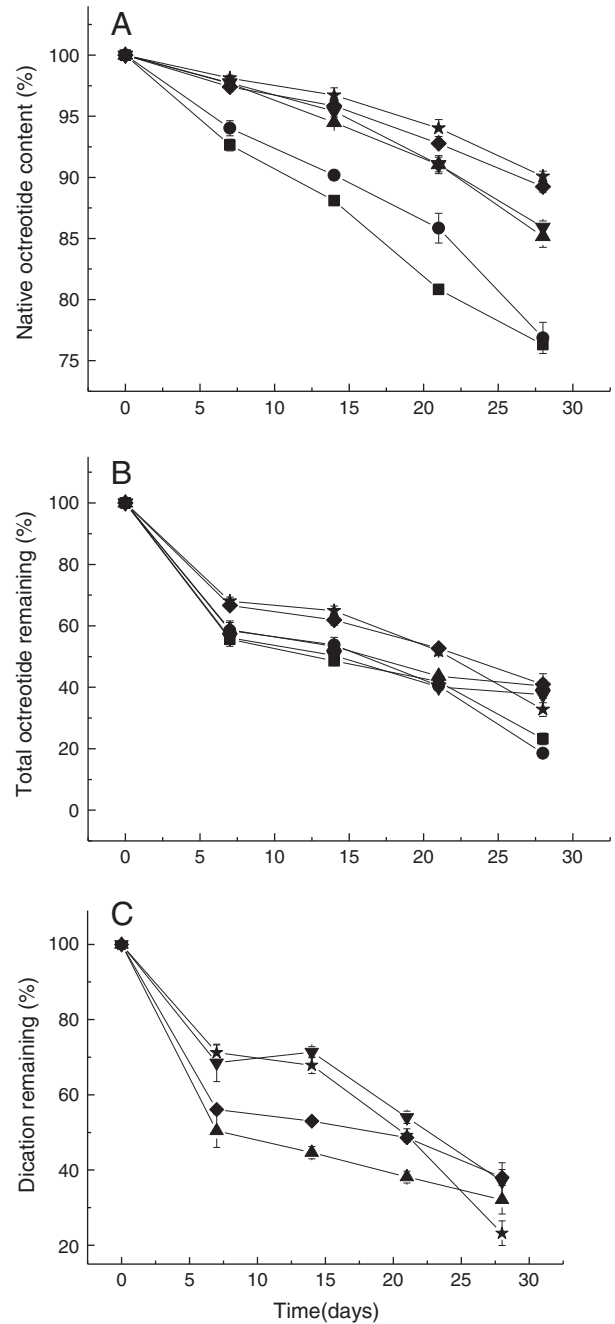 A
Native octreotide content (%)
100
95
90
85
80
75
0 5 10 15 20 25 30
B
Total octreotide remaining (%)
100
80
60
40
20
0
0 5 10 15 20 25 30
C
Dication remaining (%)
100
80
60
40
20
0 5 10 15 20 25 30
Time(days)